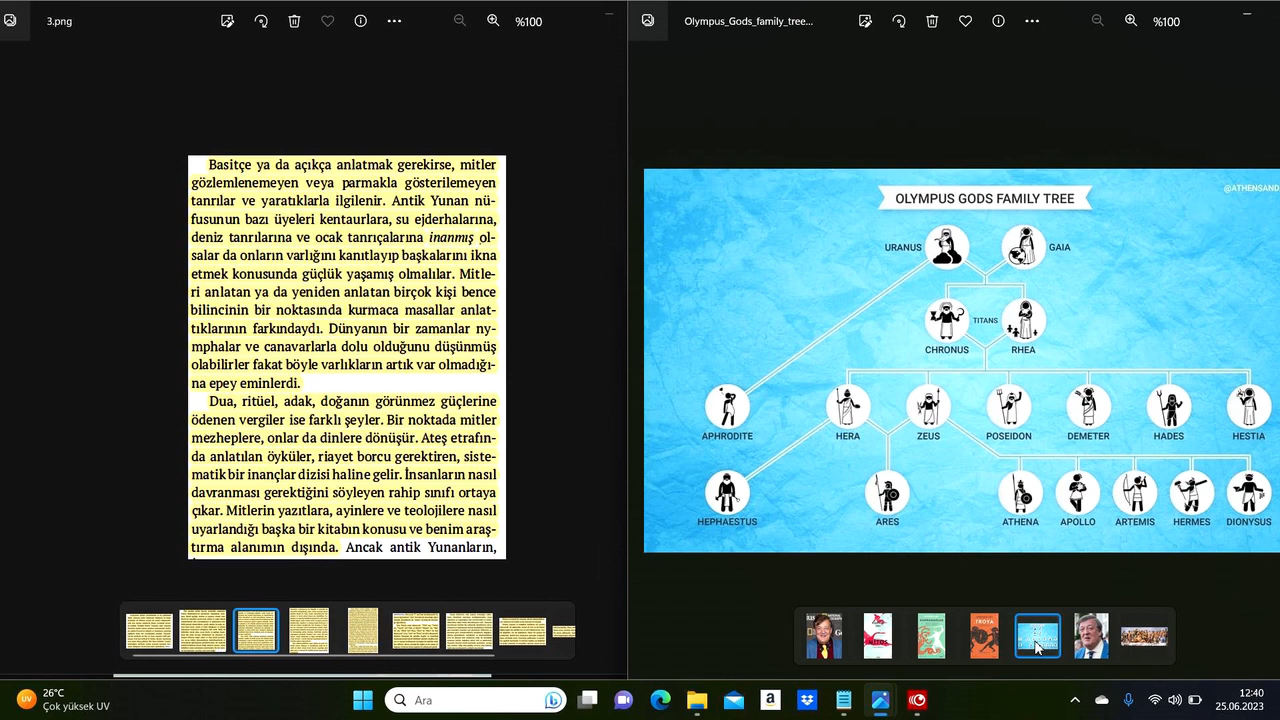 3.png
%100
Olympus_Gods_family_tree...
%100
Basitçe ya da açıkça anlatmak gerekirse, mitler
gözlemlenemeyen veya parmakla gösterilemeyen
tanrılar ve yaratıklarla ilgilenir. Antik Yunan nü-
fusunun bazı üyeleri kentaurlara, su ejderhalarına,
deniz tanrılarına ve ocak tanrıçalarına inanmış ol-
salar da onların varlığını kanıtlayıp başkalarını ikna
etmek konusunda güçlük yaşamış olmalılar. Mitle-
ri anlatan ya da yeniden anlatan birçok kişi bence
bilincinin bir noktasında kurmaca masallar anlat-
tıklarının farkındaydı. Dünyanın bir zamanlar ny-
mphalar ve canavarlarla dolu olduğunu düşünmüş
olabilirler fakat böyle varlıkların artık var olmadığı-
na epey eminlerdi.
Dua, ritüel, adak, doğanın görünmez güçlerine
ödenen vergiler ise farklı şeyler. Bir noktada mitler
mezheplere, onlar da dinlere dönüşür. Ateş etrafın-
da anlatılan öyküler, riayet borcu gerektiren, siste-
matik bir inançlar dizisi haline gelir. İnsanların nasıl
davranması gerektiğini söyleyen rahip sınıfı ortaya
çıkar. Mitlerin yazıtlara, ayinlere ve teolojilere nasıl
uyarlandığı başka bir kitabın konusu ve benim araş-
tırma alanımın dışında. Ancak antik Yunanların,
@ATHENSAND
OLYMPUS GODS FAMILY TREE
URANUS
GAIA
TITANS
CHRONUS
RHEA
APHRODITE
HERA
ZEUS
POSEIDON
DEMETER
HADES
HESTIA
HEPHAESTUS
ARES
ATHENA
APOLLO
ARTEMIS
HERMES
DIONYSUS
TROYA
UV
26°C
Çok yüksek UV
Ara
12:40
25.06.2023